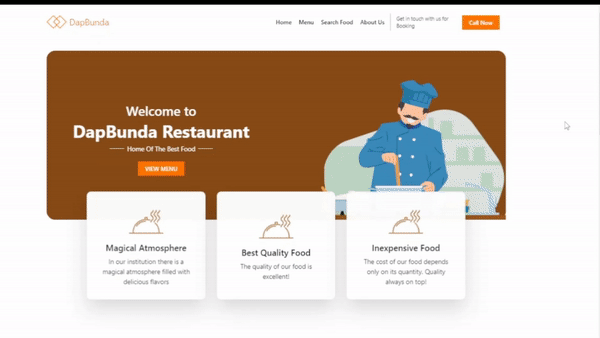 DapBunda
Home Menu Search Food About Us
Get in touch with us for
Booking
Call Now
Welcome to
DapBunda Restaurant
Home Of The Best Food
VIEW MENU
Magical Atmosphere
In our institution there is a
magical atmosphere filled with
delicious flavors
Best Quality Food
The quality of our food is
excellent!
Inexpensive Food
The cost of our food depends
only on its quantity. Quality
always on top!